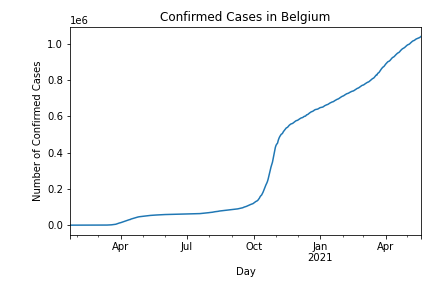 Confirmed Cases in Belgium
1e6
Number of Confirmed Cases
1.0
0.8
0.6
0.4
0.2
0.0
Apr Jul Oct Jan Apr
2021
Day